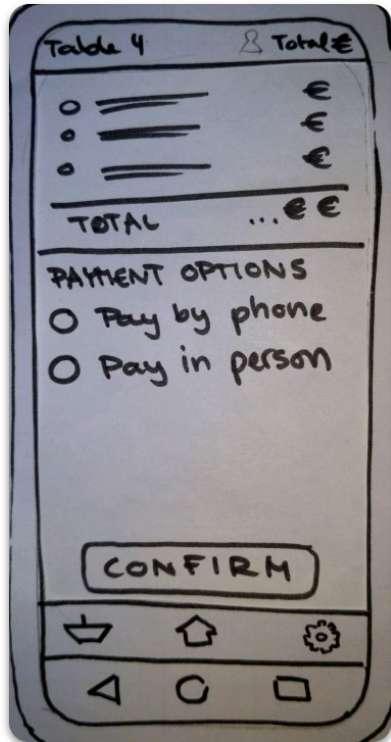 Table 4 Total €
€
€
€
TOTAL ...€ €
PAYMENT OPTIONS
Pay by phone
Pay in person
CONFIRM